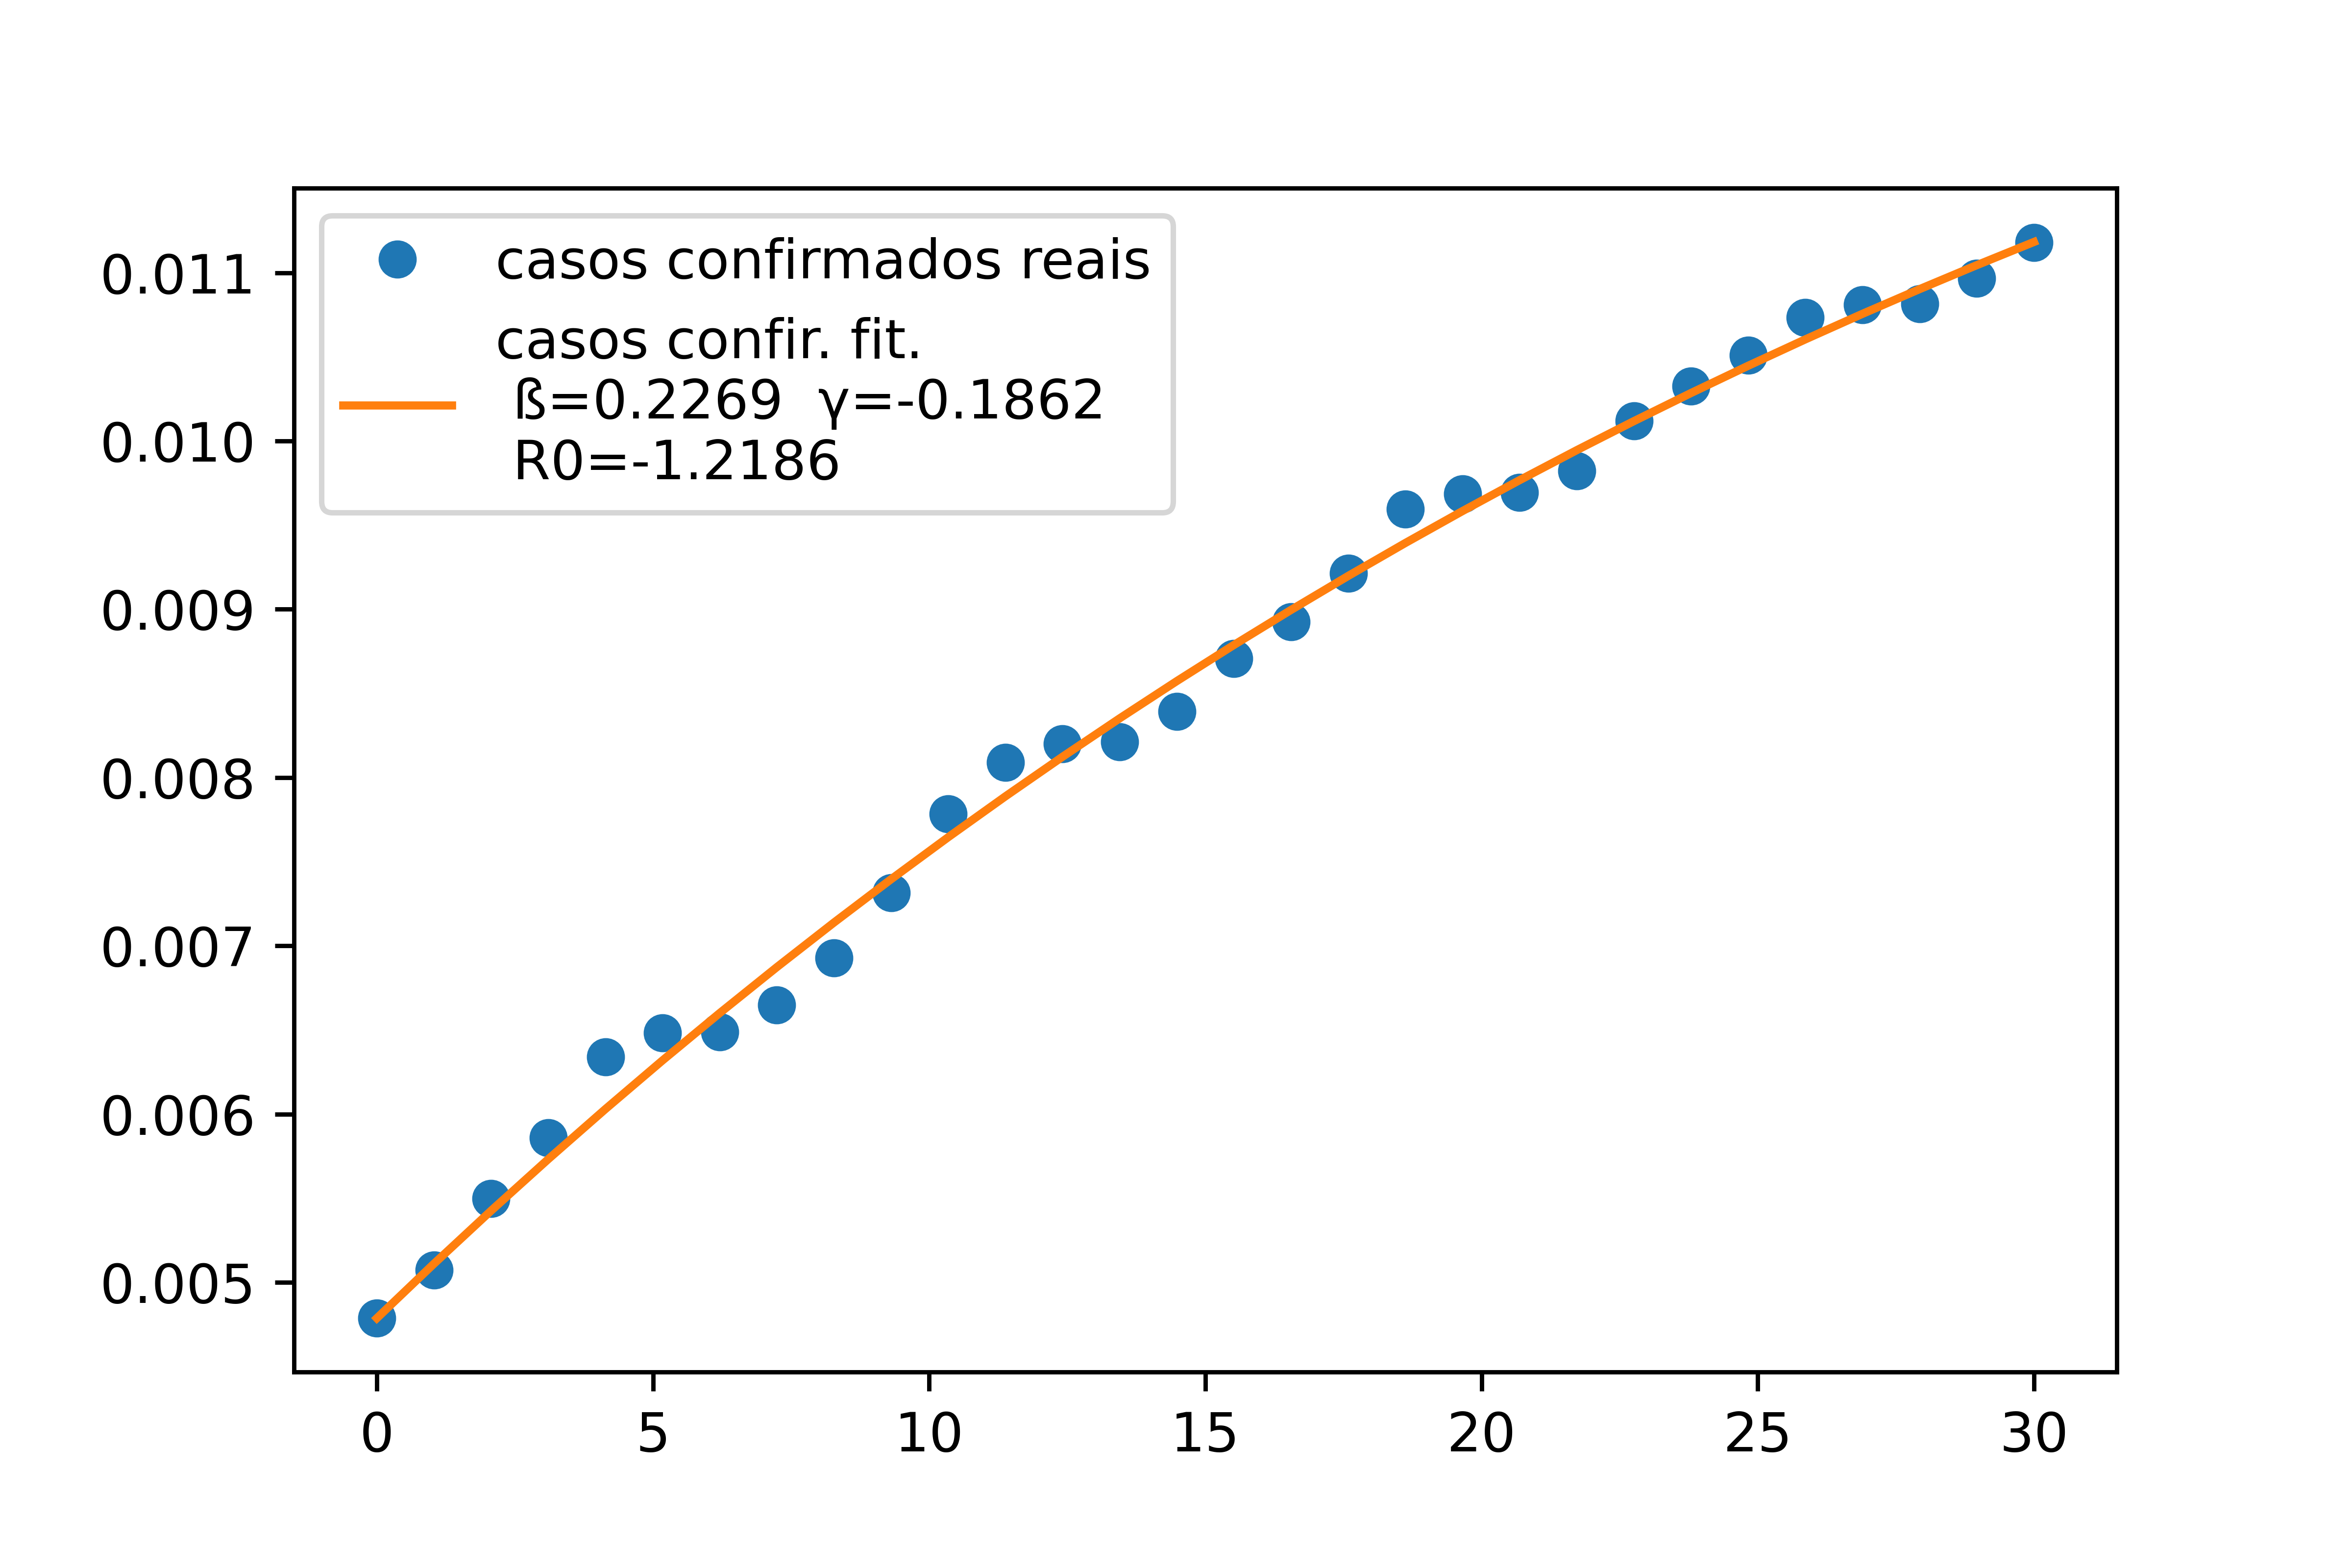 casos confirmados reais
casos confir. fit.
ß=0.2269 γ=-0.1862
R0=-1.2186
0.011
0.010
0.009
0.008
0.007
0.006
0.005
0 5 10 15 20 25 30